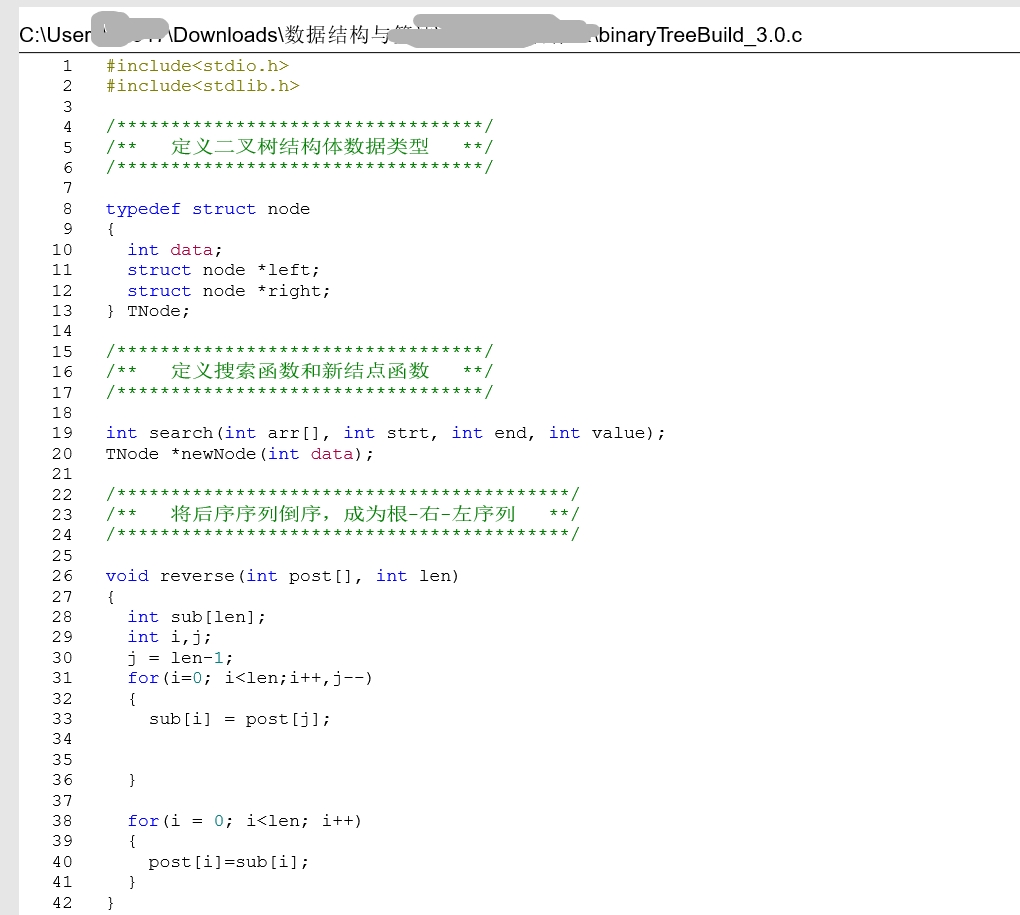 C:\User \Downloads\数据结构与 \binaryTreeBuild_3.0.c
1 #include<stdio.h>
2 #include<stdlib.h>
3
4 /**********************************/
5 /** 定义二叉树结构体数据类型 **/
6 /**********************************/
7
8 typedef struct node
9 {
10 int data;
11 struct node *left;
12 struct node *right;
13 } TNode;
14
15 /**********************************/
16 /** 定义搜索函数和新结点函数 **/
17 /**********************************/
18
19 int search(int arr[], int strt, int end, int value);
20 TNode *newNode(int data);
21
22 /******************************************/
23 /** 将后序序列倒序，成为根-右-左序列 **/
24 /******************************************/
25
26 void reverse(int post[], int len)
27 {
28 int sub[len];
29 int i,j;
30 j = len-1;
31 for(i=0; i<len;i++,j--)
32 {
33 sub[i] = post[j];
34
35
36 }
37
38 for(i = 0; i<len; i++)
39 {
40 post[i]=sub[i];
41 }
42 }